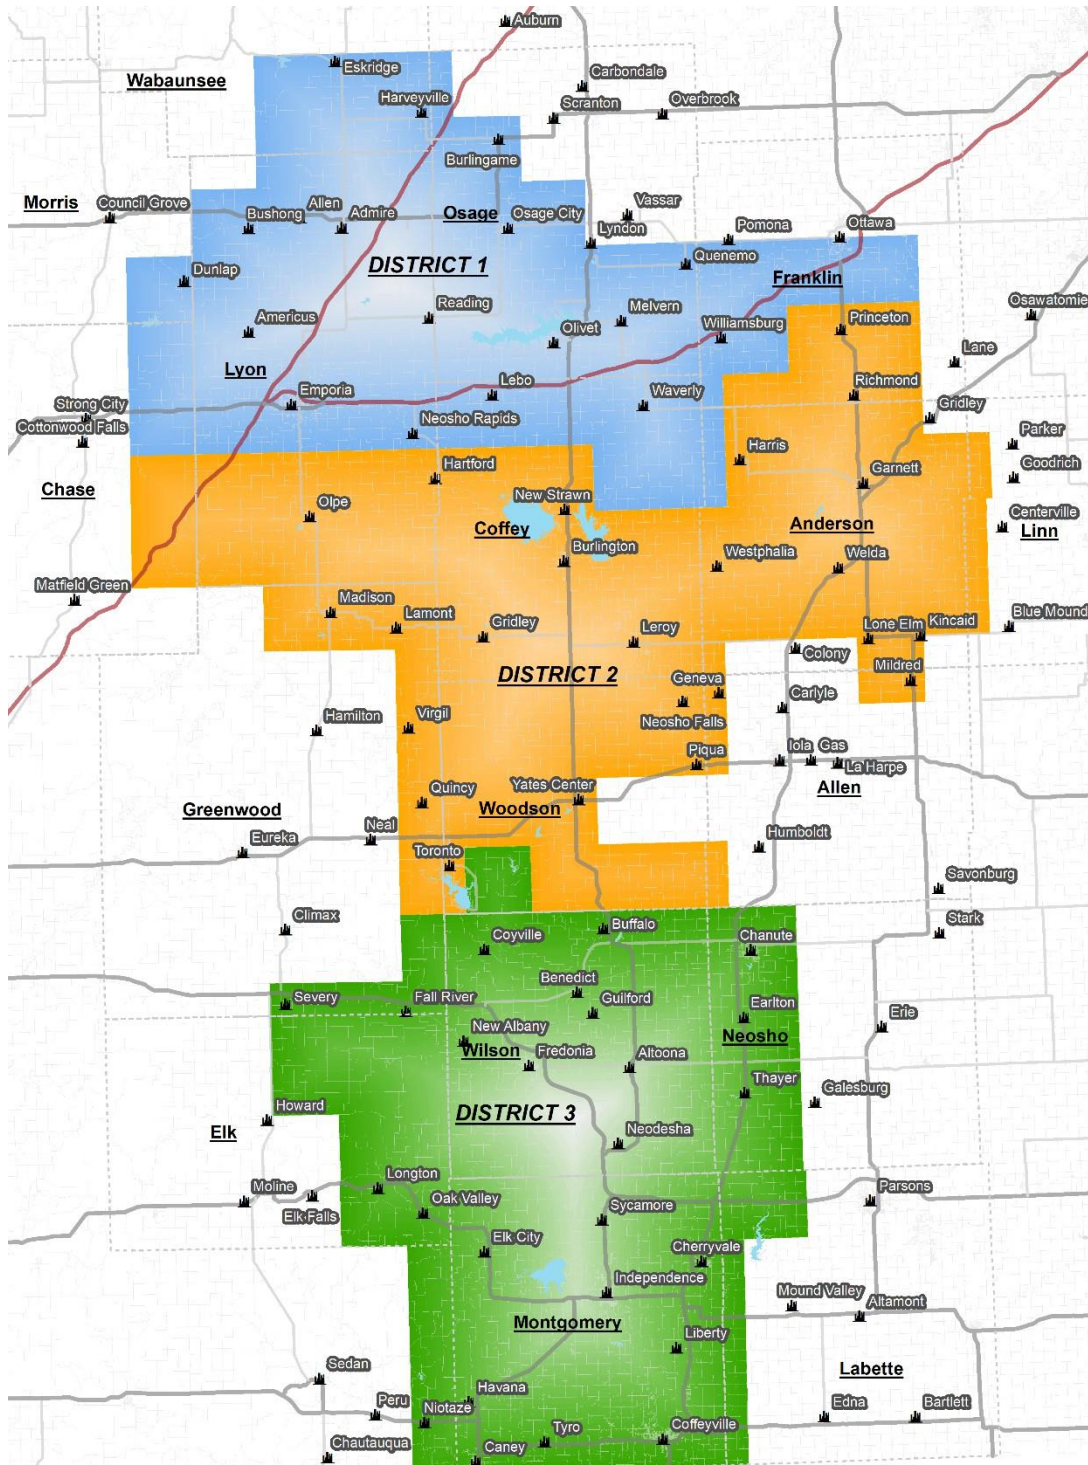 Auburn
Eskridge
Wabaunsee
Carbondale
Harveyville
Scranton
Overbrook
Burlingame
Morris
Council Grove
Allen
Bushong
Admire
Osage
Osage City
Vassar
Lyndon
Pomona
Ottawa
DISTRICT 1
Dunlap
Quenemo
Franklin
Osawatomie
Americus
Reading
Melvern
Williamsburg
Princeton
Olivet
Lane
Lyon
Emporia
Lebo
Waverly
Richmond
Strong City
Cottonwood Falls
Neosho Rapids
Gridley
Parker
Harris
Hartford
Garnett
Goodrich
Chase
Olpe
New Strawn
Coffey
Anderson
Centerville
Linn
Burlington
Westphalia
Welda
Matfield Green
Madison
Lamont
Gridley
Leroy
Lone Elm
Kincaid
Blue Mound
Colony
DISTRICT 2
Geneva
Mildred
Carlyle
Hamilton
Virgil
Neosho Falls
Piqua
Iola
Gas
La Harpe
Allen
Quincy
Yates Center
Woodson
Greenwood
Neal
Eureka
Humboldt
Toronto
Savonburg
Climax
Buffalo
Stark
Coyville
Chanute
Benedict
Severy
Fall River
Guilford
Earlton
Erie
New Albany
Neosho
Wilson
Fredonia
Altoona
Thayer
Galesburg
Howard
DISTRICT 3
Elk
Neodesha
Longton
Moline
Elk Falls
Oak Valley
Sycamore
Parsons
Elk City
Cherryvale
Independence
Mound Valley
Altamont
Montgomery
Liberty
Sedan
Labette
Havana
Peru
Niotaze
Edna
Bartlett
Tyro
Coffeyville
Chautauqua
Caney